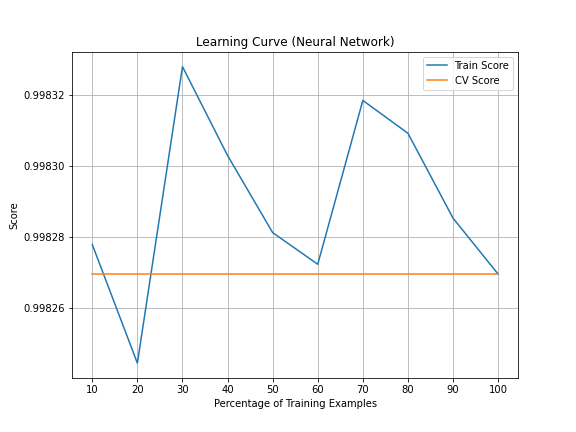 Learning Curve (Neural Network)
Train Score
CV Score
0.99832
0.99830
0.99828
0.99826
Score
10 20 30 40 50 60 70 80 90 100
Percentage of Training Examples